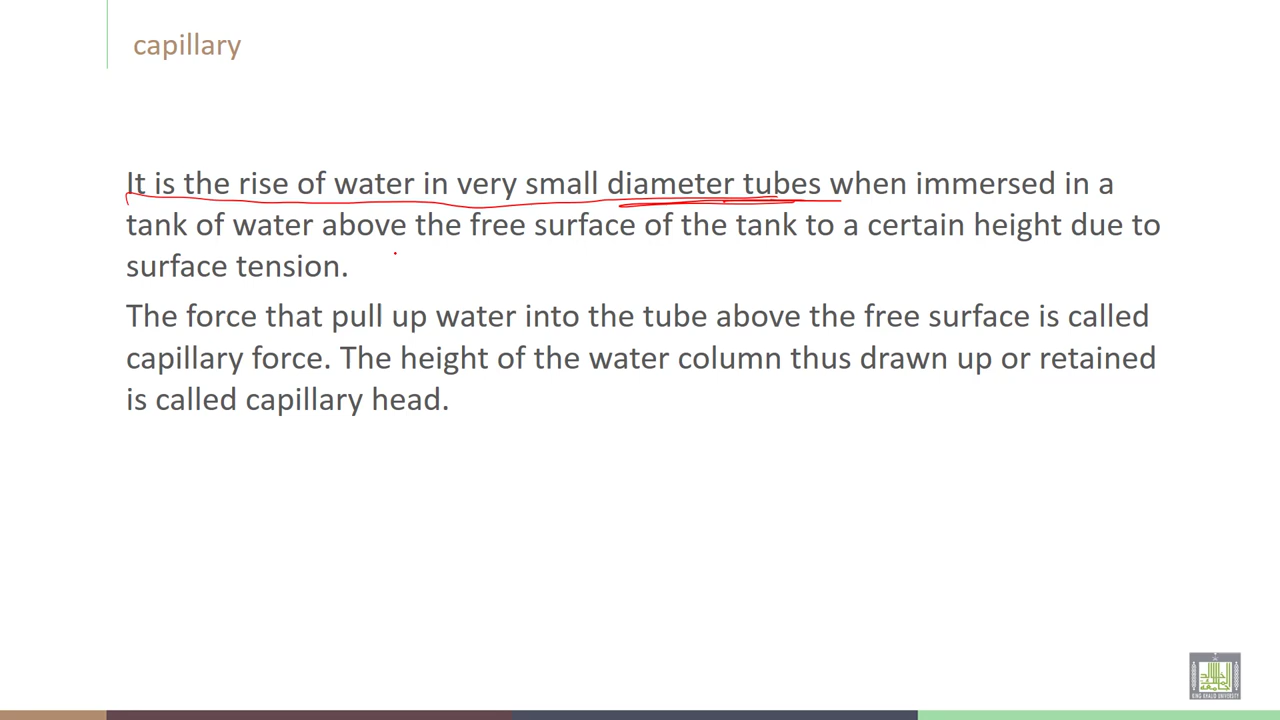 capillary
It is the rise of water in very small diameter tubes when immersed in a
tank of water above the free surface of the tank to a certain height due to
surface tension.
The force that pull up water into the tube above the free surface is called
capillary force. The height of the water column thus drawn up or retained
is called capillary head.
KING KHALID UNIVERSITY